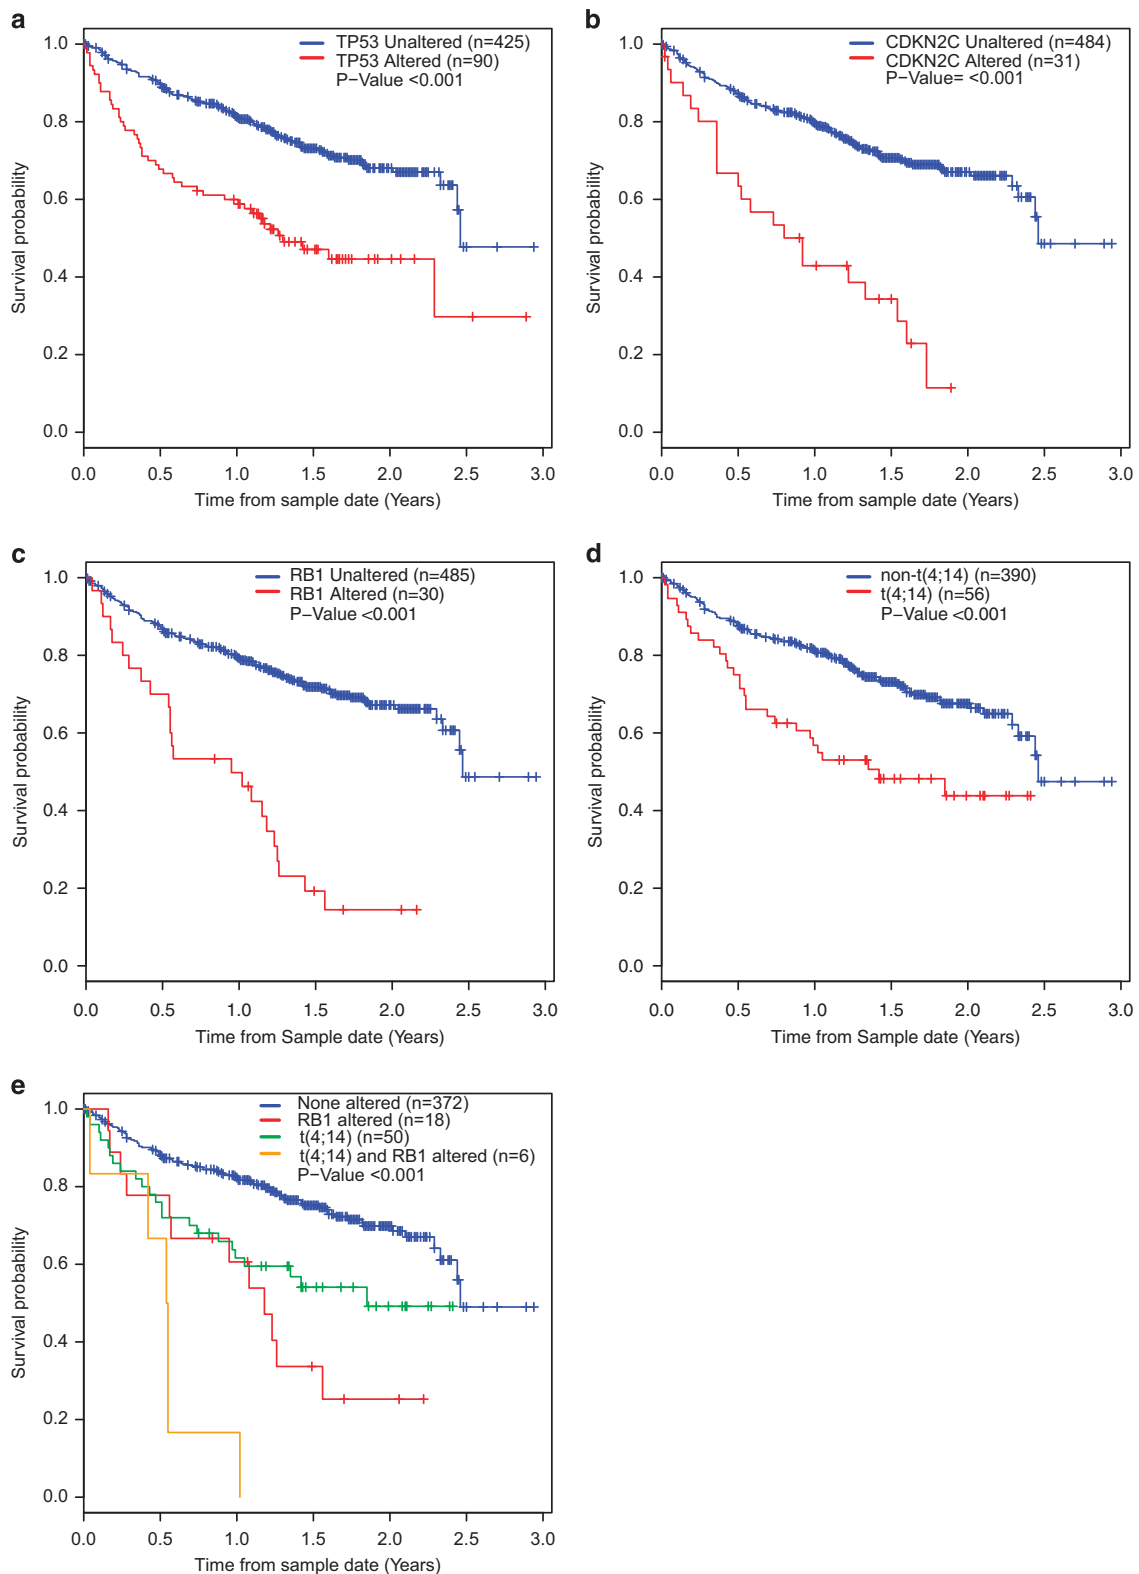 a
TP53 Unaltered (n=425)
TP53 Altered (n=90)
P-Value <0.001
Survival probability
1.0
0.8
0.6
0.4
0.2
0.0
0.0 0.5 1.0 1.5 2.0 2.5 3.0
Time from sample date (Years)
b
CDKN2C Unaltered (n=484)
CDKN2C Altered (n=31)
P-Value= <0.001
Survival probability
1.0
0.8
0.6
0.4
0.2
0.0
0.0 0.5 1.0 1.5 2.0 2.5 3.0
Time from sample date (Years)
c
RB1 Unaltered (n=485)
RB1 Altered (n=30)
P-Value <0.001
Survival probability
1.0
0.8
0.6
0.4
0.2
0.0
0.0 0.5 1.0 1.5 2.0 2.5 3.0
Time from Sample date (Years)
d
non-t(4;14) (n=390)
t(4;14) (n=56)
P-Value <0.001
Survival probability
1.0
0.8
0.6
0.4
0.2
0.0
0.0 0.5 1.0 1.5 2.0 2.5 3.0
Time from Sample date (Years)
e
None altered (n=372)
RB1 altered (n=18)
t(4;14) (n=50)
t(4;14) and RB1 altered (n=6)
P-Value <0.001
Survival probability
1.0
0.8
0.6
0.4
0.2
0.0
0.0 0.5 1.0 1.5 2.0 2.5 3.0
Time from sample date (Years)